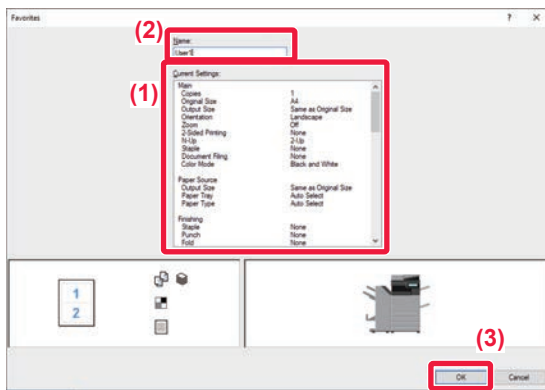 Favorites ? ×
(2)
Name:
User1
(1)
Current Settings:
Main
Copies 1
Original Size A4
Output Size Same as Original Size
Orientation Landscape
Zoom Off
2-Sided Printing None
N-Up 2-Up
Staple None
Document Filing None
Color Mode Black and White
Paper Source
Output Size Same as Original Size
Paper Tray Auto Select
Paper Type Auto Select
Finishing
Staple None
Punch None
Fold None
1
2
(3)
OK Cancel